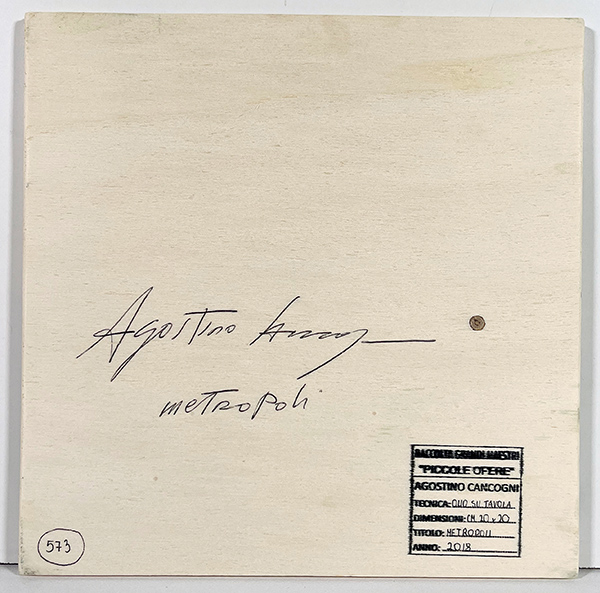 Agostino
metropoli
RACCOLTA GRANDI MAESTRI
"PICCOLE OPERE"
AGOSTINO CANCOGNI
TECNICA: OLIO SU TAVOLA
DIMENSIONI: CM 20 x 20
TITOLO: METROPOLI
ANNO: 2018
573